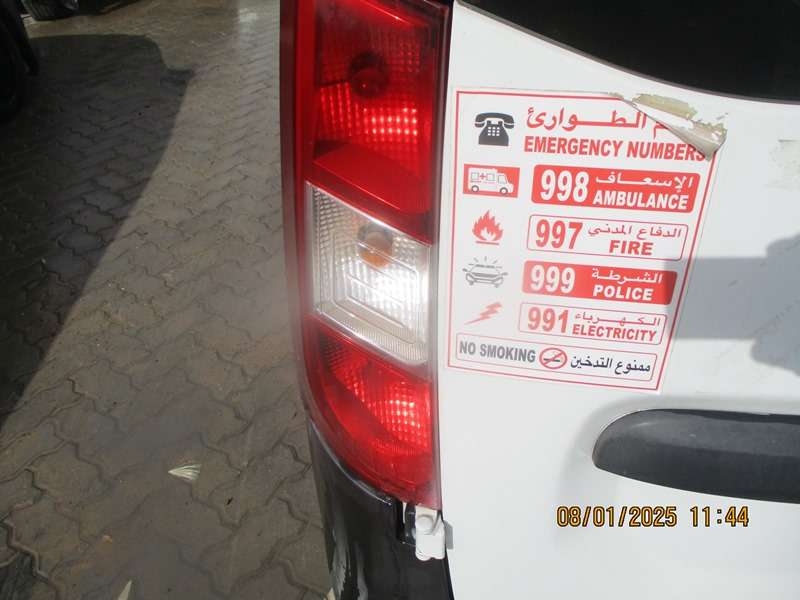 الطوارئ
EMERGENCY NUMBERS
998 الإسعاف
AMBULANCE
997 الدفاع المدني
FIRE
999 الشرطة
POLICE
991 الكهرباء
ELECTRICITY
NO SMOKING ممنوع التدخين
08/01/2025 11:44